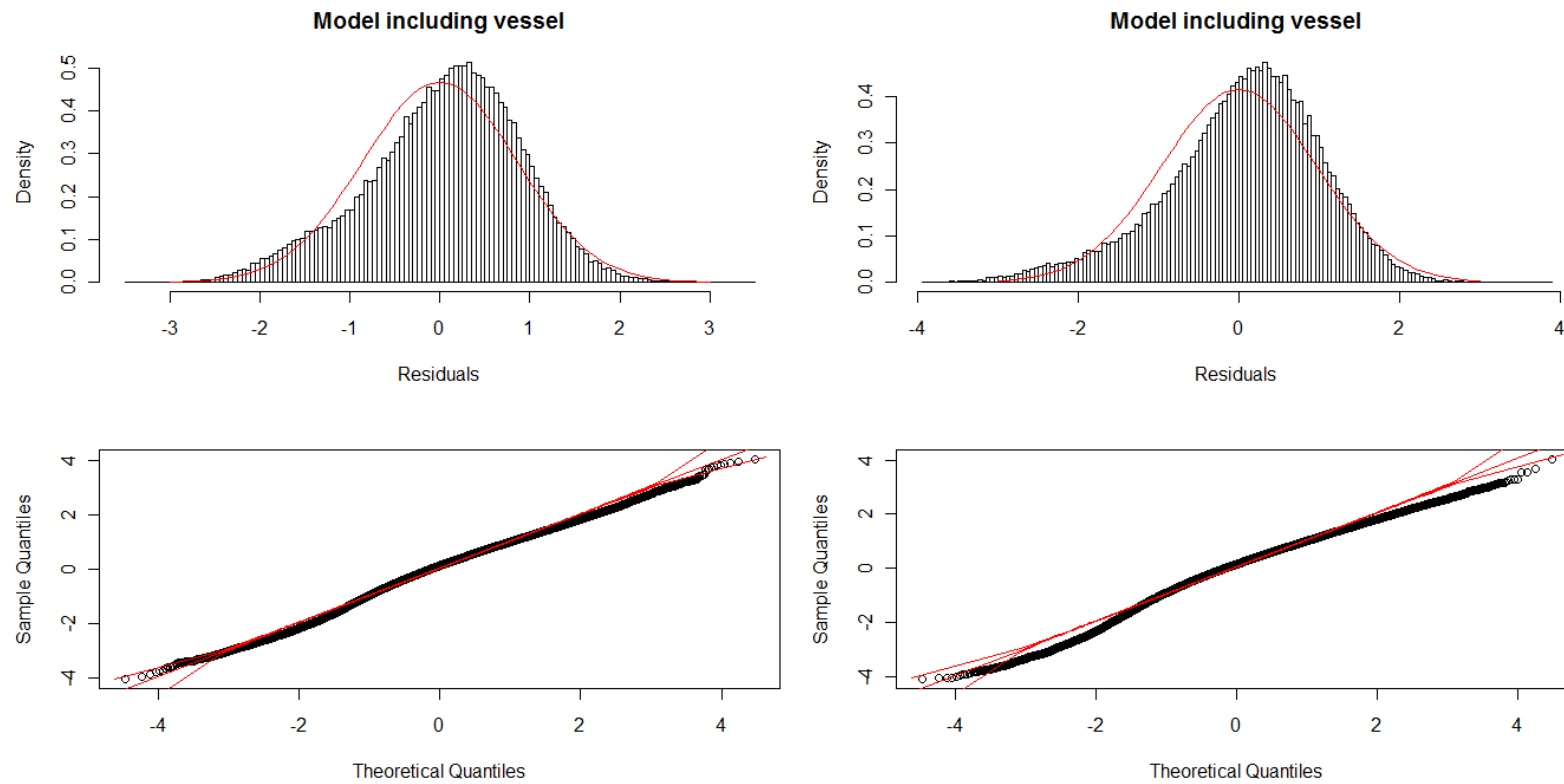 Model including vessel
Density
0.0 0.1 0.2 0.3 0.4 0.5
-3 -2 -1 0 1 2 3
Residuals
Model including vessel
Density
0.0 0.1 0.2 0.3 0.4
-4 -2 0 2 4
Residuals
Sample Quantiles
-4 -2 0 2 4
-4 -2 0 2 4
Theoretical Quantiles
Sample Quantiles
-4 -2 0 2 4
-4 -2 0 2 4
Theoretical Quantiles